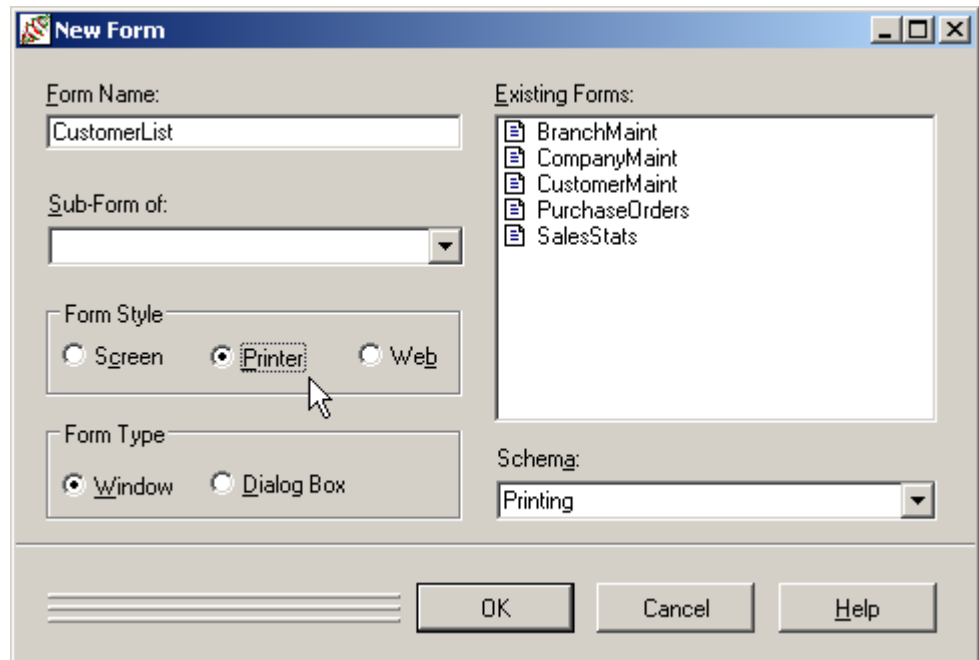 New Form
Form Name:
CustomerList
Sub-Form of:
Form Style
Screen
Printer
Web
Form Type
Window
Dialog Box
Existing Forms:
BranchMaint
CompanyMaint
CustomerMaint
PurchaseOrders
SalesStats
Schema:
Printing
OK
Cancel
Help